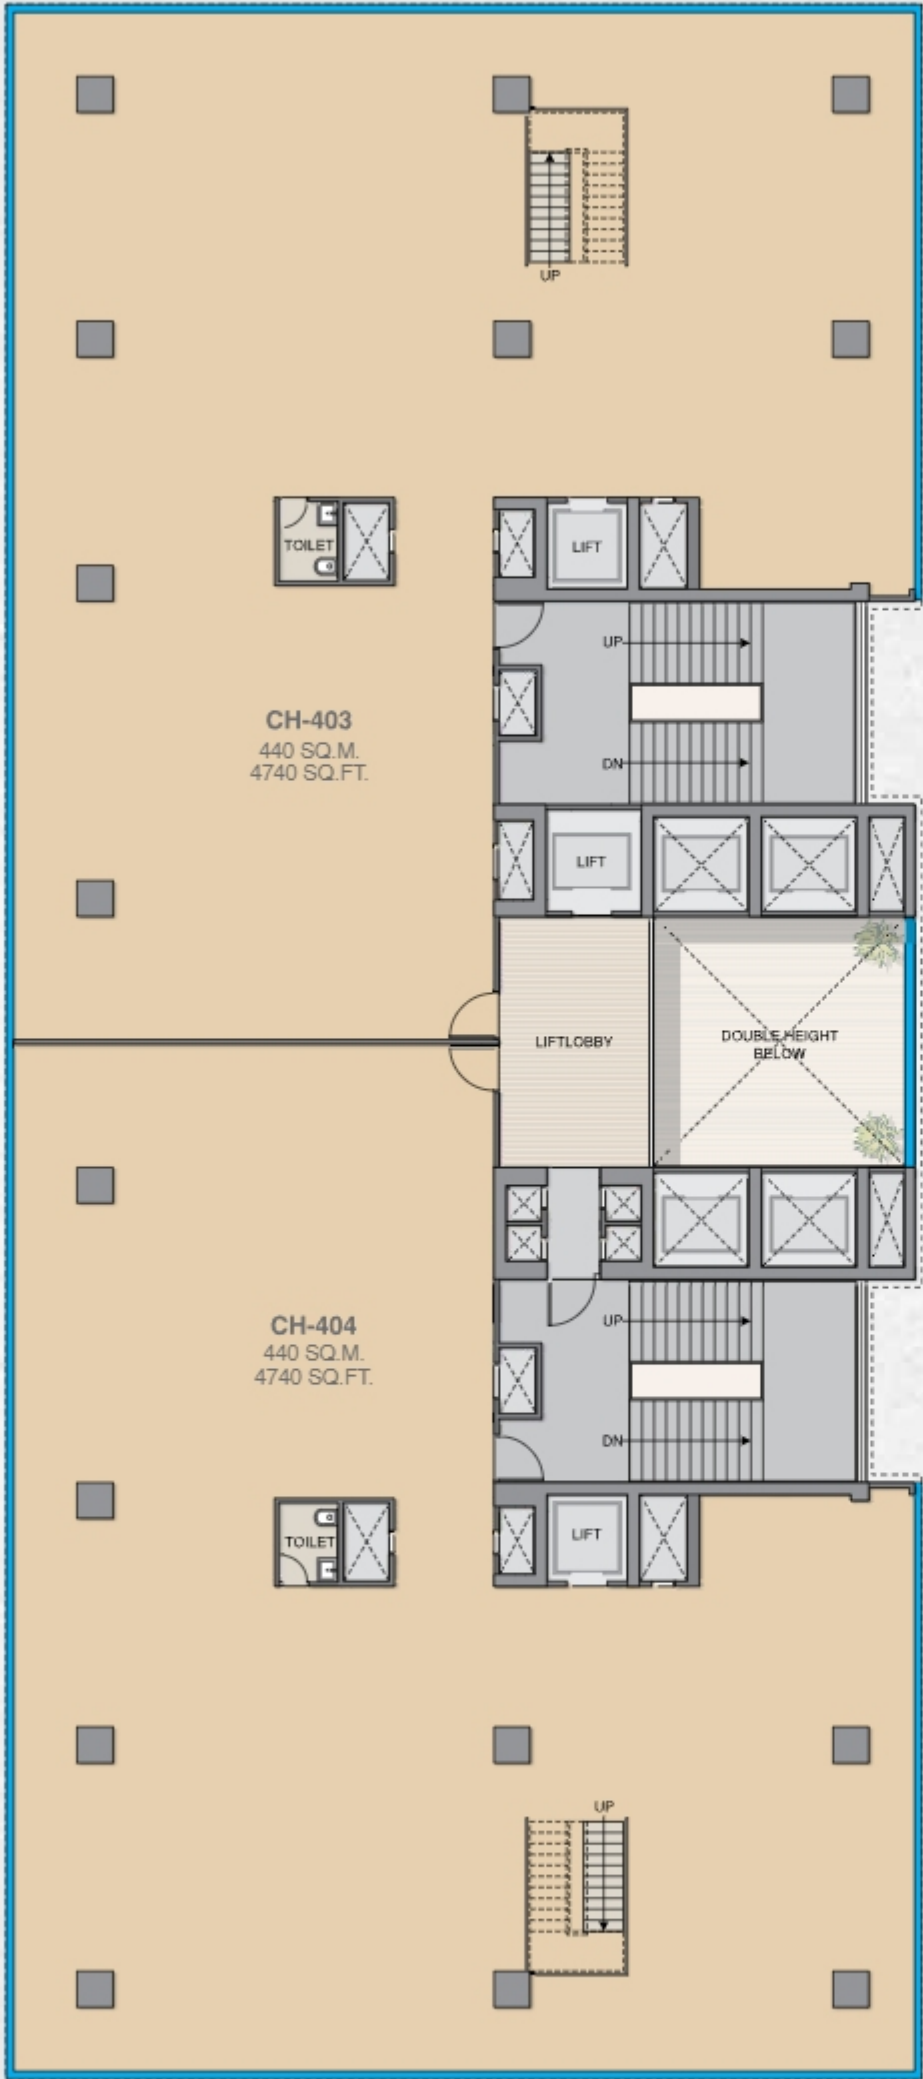 UP
TOILET
LIFT
UP
CH-403
440 SQ.M.
4740 SQ.FT.
DN
LIFT
LIFTLOBBY
DOUBLE HEIGHT
BELOW
CH-404
440 SQ.M.
4740 SQ.FT.
UP
DN
TOILET
LIFT
UP